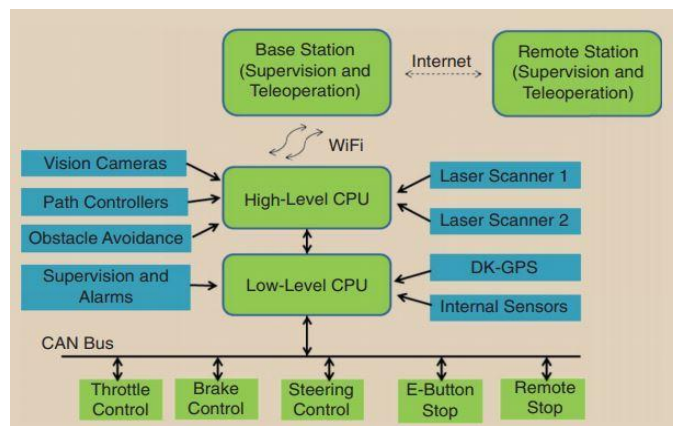 Base Station
(Supervision and
Teleoperation)
Internet
Remote Station
(Supervision and
Teleoperation)
WiFi
Vision Cameras
Path Controllers
Obstacle Avoidance
High-Level CPU
Laser Scanner 1
Laser Scanner 2
Supervision and
Alarms
Low-Level CPU
DK-GPS
Internal Sensors
CAN Bus
Throttle
Control
Brake
Control
Steering
Control
E-Button
Stop
Remote
Stop